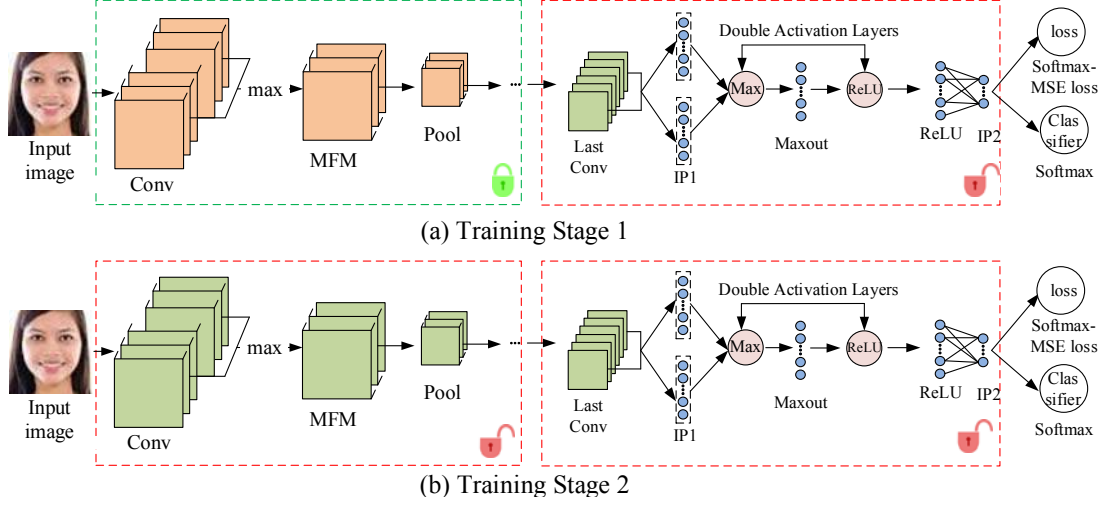 Input
image
Conv
max
MFM
Pool
...
Last
Conv
IP1
Double Activation Layers
Max
Maxout
ReLU
ReLU
IP2
loss
Softmax-
MSE loss
Clas
sifier
Softmax
(a) Training Stage 1
Input
image
Conv
max
MFM
Pool
...
Last
Conv
IP1
Double Activation Layers
Max
Maxout
ReLU
ReLU
IP2
loss
Softmax-
MSE loss
Clas
sifier
Softmax
(b) Training Stage 2